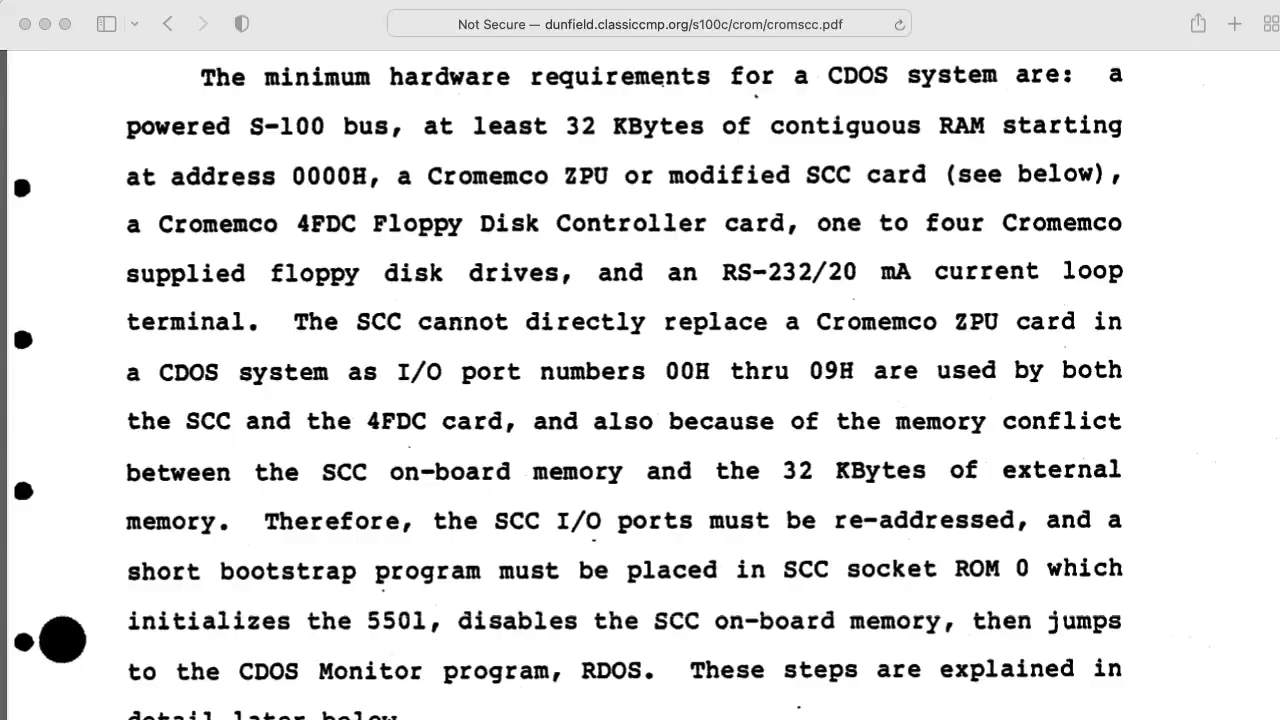 Not Secure — dunfield.classiccmp.org/s100c/crom/cromscc.pdf
The minimum hardware requirements for a CDOS system are: a
powered S-100 bus, at least 32 KBytes of contiguous RAM starting
at address 0000H, a Cromemco ZPU or modified SCC card (see below),
a Cromemco 4FDC Floppy Disk Controller card, one to four Cromemco
supplied floppy disk drives, and an RS-232/20 mA current loop
terminal. The SCC cannot directly replace a Cromemco ZPU card in
a CDOS system as I/O port numbers 00H thru 09H are used by both
the SCC and the 4FDC card, and also because of the memory conflict
between the SCC on-board memory and the 32 KBytes of external
memory. Therefore, the SCC I/O ports must be re-addressed, and a
short bootstrap program must be placed in SCC socket ROM 0 which
initializes the 5501, disables the SCC on-board memory, then jumps
to the CDOS Monitor program, RDOS. These steps are explained in
detail later below.